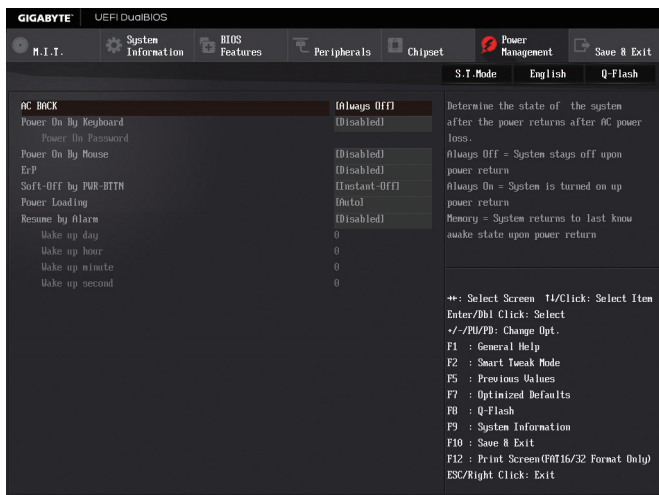 GIGABYTE™ UEFI DualBIOS
M.I.T.
System Information
BIOS Features
Peripherals
Chipset
Power Management
Save & Exit
S.T.Mode English Q-Flash
AC BACK [Always Off]
Power On By Keyboard [Disabled]
Power On Password
Power On By Mouse [Disabled]
ErP [Disabled]
Soft-Off by PWR-BTTN [Instant-Off]
Power Loading [Auto]
Resume by Alarm [Disabled]
Wake up day 0
Wake up hour 0
Wake up minute 0
Wake up second 0
Determine the state of the system
after the power returns after AC power
loss.
Always Off = System stays off upon
power return
Always On = System is turned on up
power return
Memory = System returns to last know
awake state upon power return
→←: Select Screen ↑↓/Click: Select Item
Enter/Dbl Click: Select
+/-/PU/PD: Change Opt.
F1 : General Help
F2 : Smart Tweak Mode
F5 : Previous Values
F7 : Optimized Defaults
F8 : Q-Flash
F9 : System Information
F10 : Save & Exit
F12 : Print Screen(FAT16/32 Format Only)
ESC/Right Click: Exit